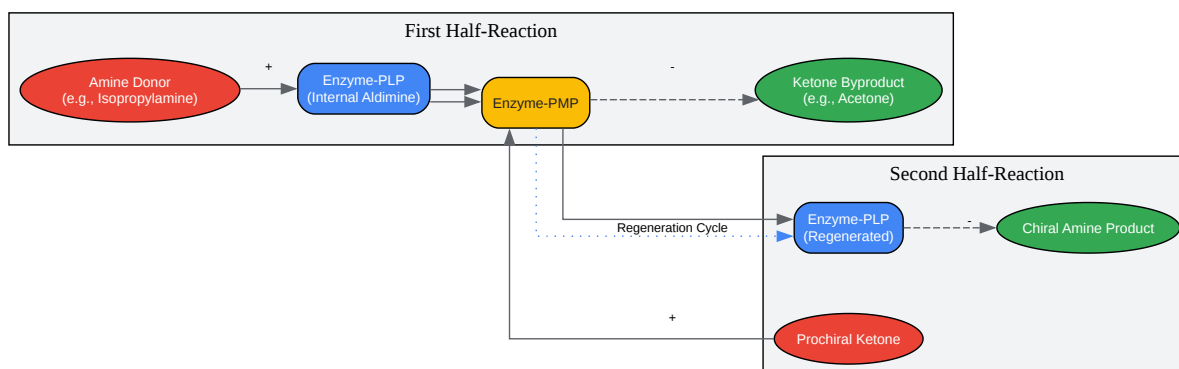 First Half-Reaction
Amine Donor
(e.g., Isopropylamine)
+
Enzyme-PLP
(Internal Aldimine)
Enzyme-PMP
-
Ketone Byproduct
(e.g., Acetone)
Second Half-Reaction
Regeneration Cycle
Enzyme-PLP
(Regenerated)
-
Chiral Amine Product
+
Prochiral Ketone